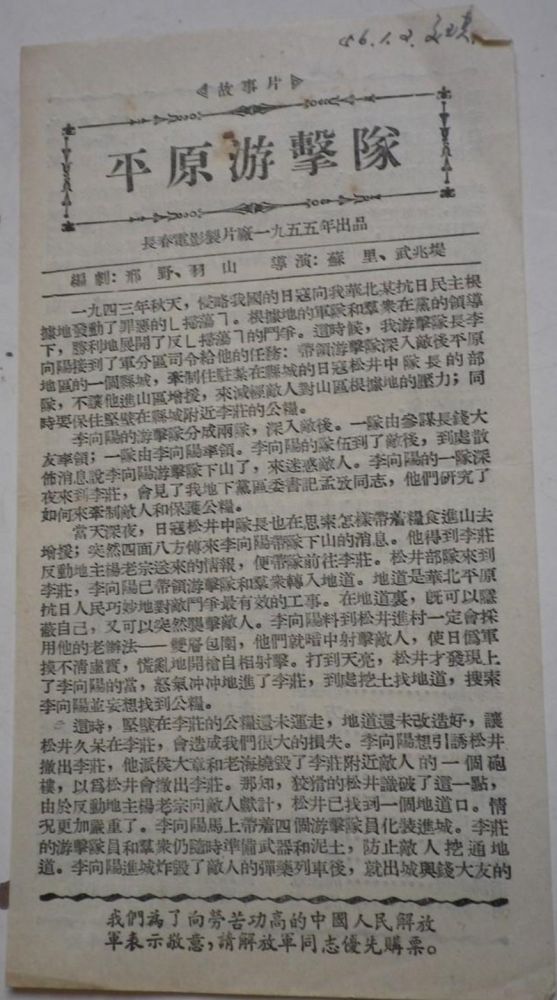 56.1.2.
故事片
平原游擊隊
長春電影製片廠一九五五年出品
編劇：邢野、羽山 導演：蘇里、武兆堤
一九四三年秋天，侵略我國的日寇向我華北某抗日民主根
據地發動了罪惡的﹂掃蕩﹁。根據地的軍隊和羣衆在黨的領導
下，勝利地展開了反﹂掃蕩﹁的鬥爭。這時候，我游擊隊長李
向陽接到了軍分區司令給他的任務：帶領游擊隊深入敵後平原
地區的一個縣城，牽制住駐紮在縣城的日寇松井中隊長的部
隊，不讓他進山區增援，來減輕敵人對山區根據地的壓力；同
時要保住堅壁在縣城附近李莊的公糧。
李向陽的游擊隊分成兩隊，深入敵後。一隊由參謀長錢大
友率領；一隊由李向陽率領。李向陽的隊伍到了敵後，到處散
佈消息說李向陽游擊隊下山了，來迷惑敵人。李向陽的一隊深
夜來到李莊，會見了我地下黨區委書記孟攷同志，他們研究了
如何來牽制敵人和保護公糧。
當天深夜，日寇松井中隊長也在思索怎樣帶着糧食進山去
增援；突然四面八方傳來李向陽帶隊下山的消息。他得到李莊
反動地主楊老宗送來的情報，便帶隊前往李莊。松井部隊來到
李莊，李向陽已帶領游擊隊和羣衆轉入地道。地道是華北平原
抗日人民巧妙地對敵鬥爭最有效的工事。在地道裏，旣可以隱
蔽自己，又可以突然襲擊敵人。李向陽料到松井進村一定會採
用他的老辦法——雙層包圍，他們就暗中射擊敵人，使日僞軍
摸不清虛實，慌亂地開槍自相射擊。打到天亮，松井才發現上
了李向陽的當，怒氣冲冲地進了李莊，到處挖土找地道，搜索
李向陽並妄想找到公糧。
這時，堅壁在李莊的公糧還未運走，地道還未改造好，讓
松井久呆在李莊，會造成我們很大的損失。李向陽想引誘松井
撤出李莊，他派侯大章和老海燒毀了李莊附近敵人的一個砲
樓，以爲松井會撤出李莊。那知，狡猾的松井識破了這一點，
由於反動地主楊老宗向敵人獻計，松井已找到一個地道口。情
況更加嚴重了。李向陽馬上帶着四個游擊隊員化裝進城。李莊
的游擊隊員和羣衆仍隨時準備武器和泥土，防止敵人挖通地
道。李向陽進城炸毀了敵人的彈藥列車後，就出城與錢大友的
我們為了向勞苦功高的中國人民解放
軍表示敬意，請解放軍同志優先購票。